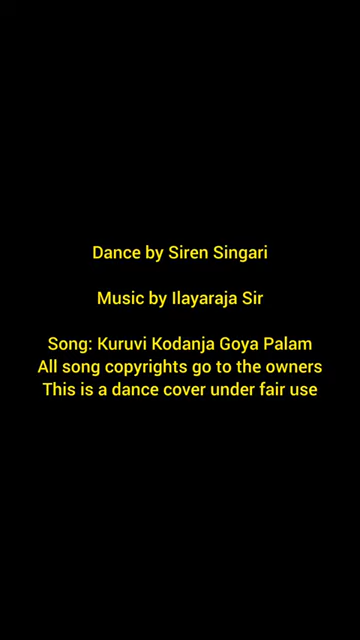 Dance by Siren Singari
Music by Ilayaraja Sir
Song: Kuruvi Kodanja Goya Palam
All song copyrights go to the owners
This is a dance cover under fair use